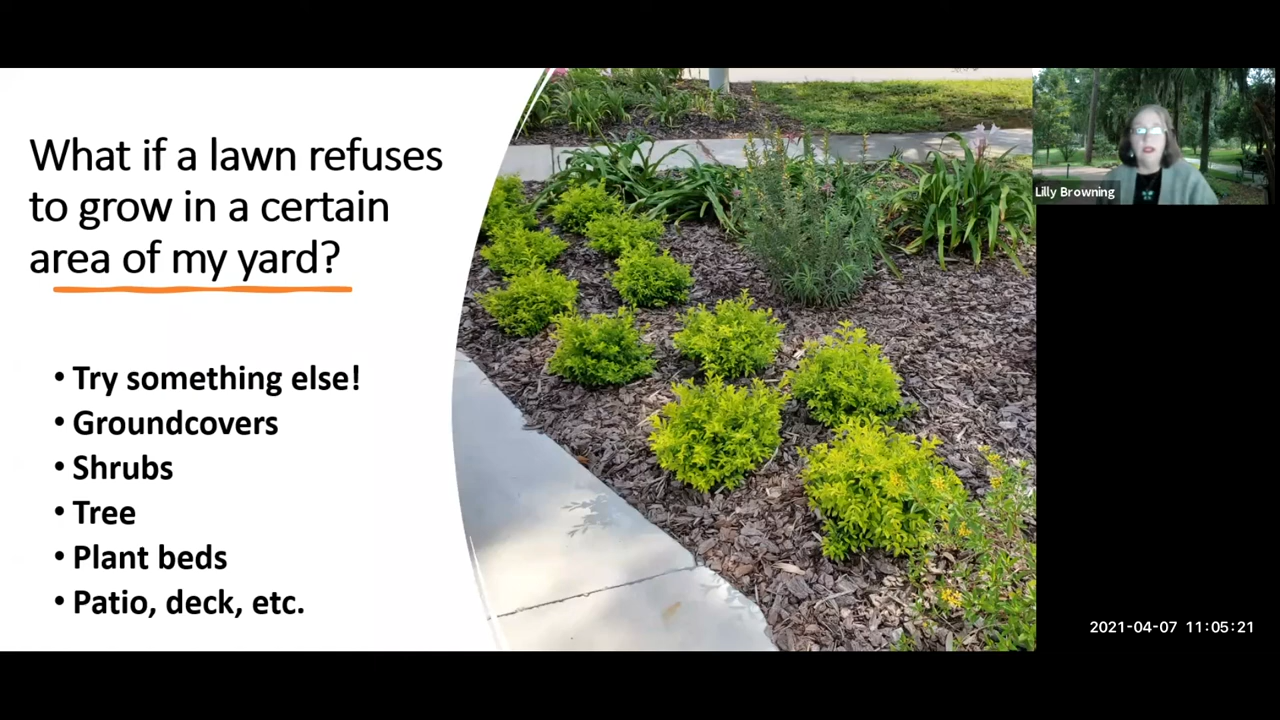 What if a lawn refuses
to grow in a certain
area of my yard?
• Try something else!
• Groundcovers
• Shrubs
• Tree
• Plant beds
• Patio, deck, etc.
Lilly Browning
2021-04-07 11:05:21